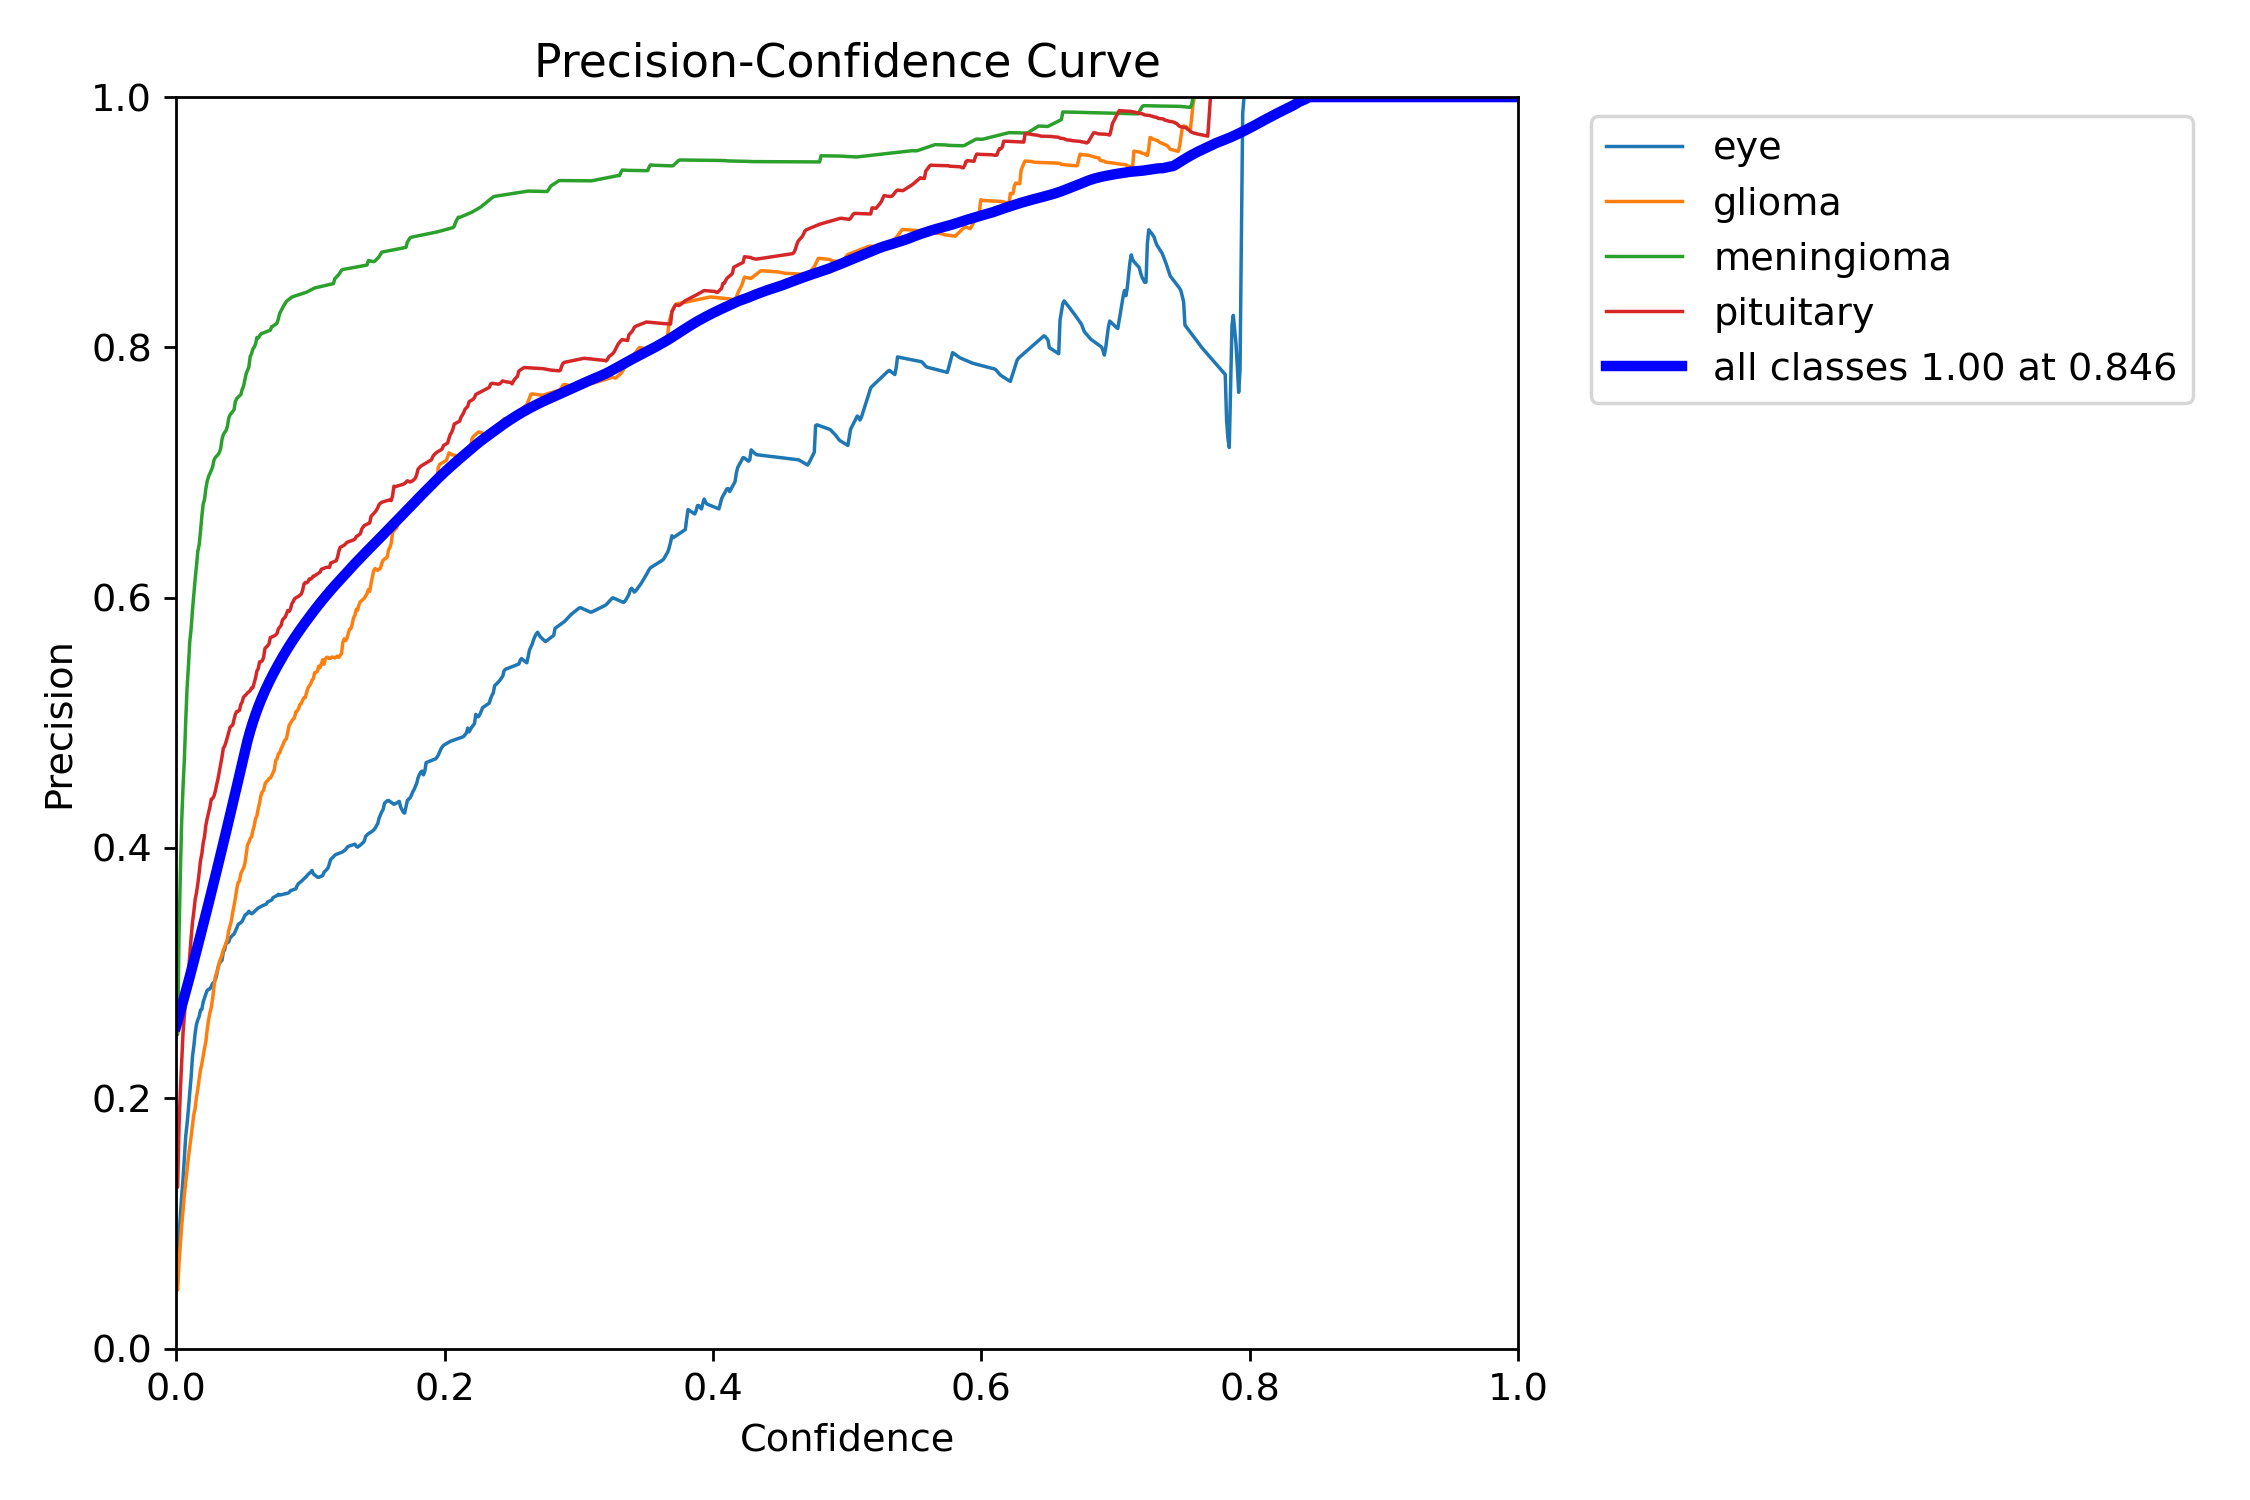 Precision-Confidence Curve
1.0
0.8
0.6
0.4
0.2
0.0
Precision
0.0 0.2 0.4 0.6 0.8 1.0
Confidence
eye
glioma
meningioma
pituitary
all classes 1.00 at 0.846